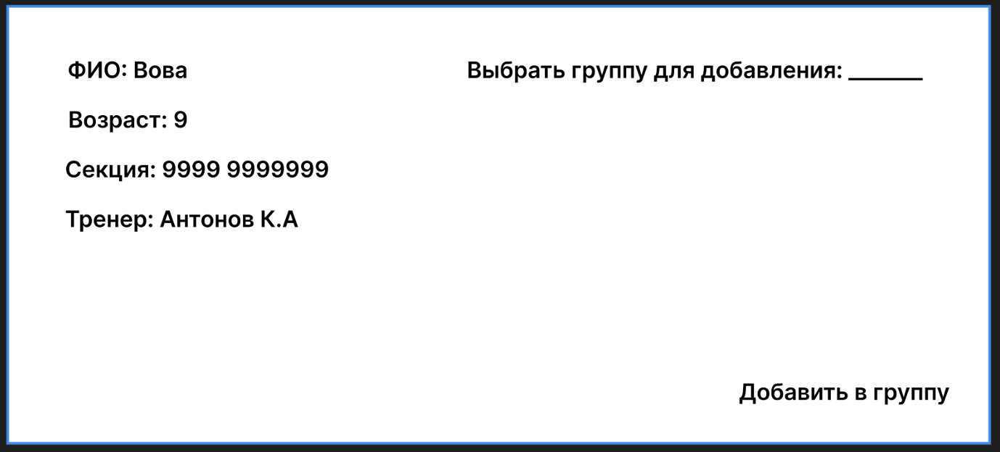 ФИО: Вова
Выбрать группу для добавления: ______
Возраст: 9
Секция: 9999 9999999
Тренер: Антонов К.А
Добавить в группу